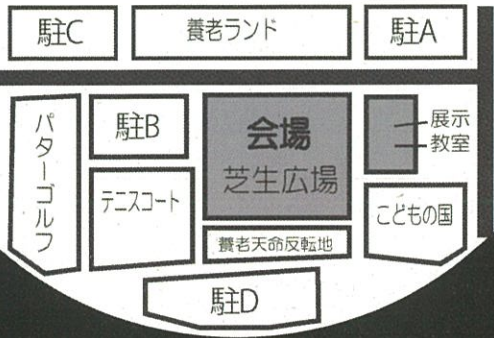 駐C
養老ランド
駐A
パターゴルフ
駐B
会場
芝生広場
展示
教室
テニスコート
こどもの国
養老天命反転地
駐D